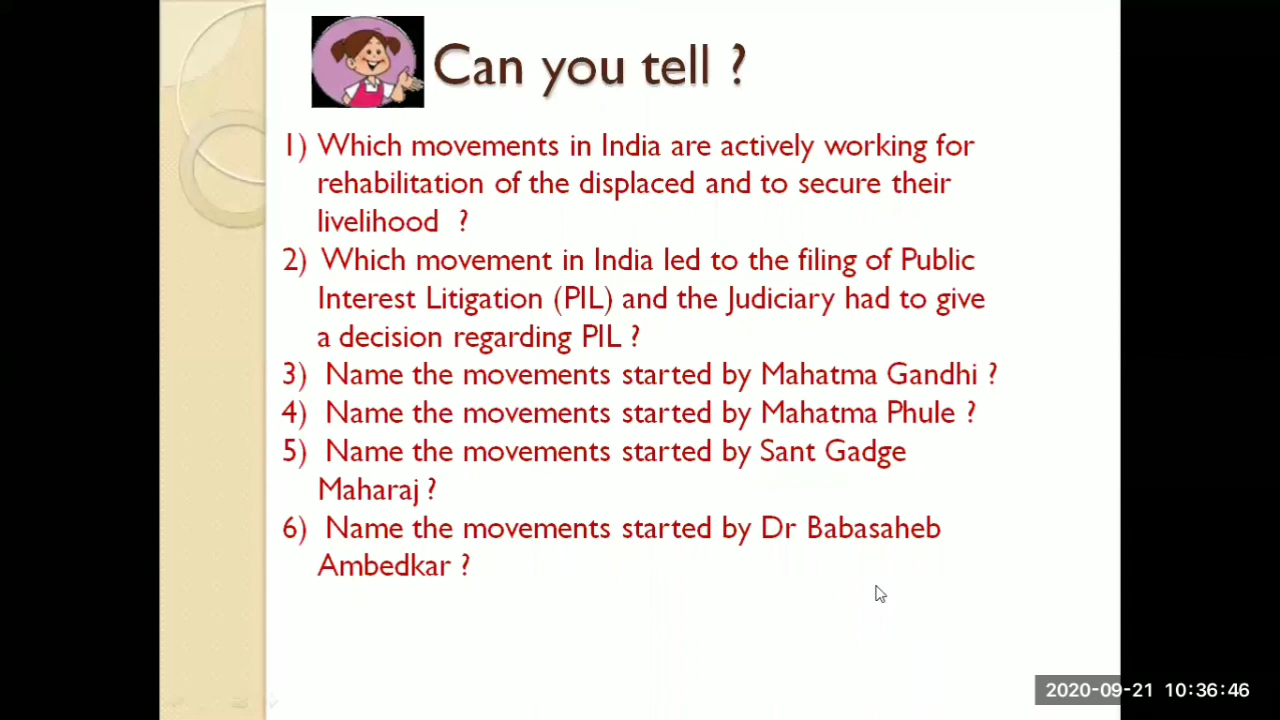 Can you tell ?
1) Which movements in India are actively working for
rehabilitation of the displaced and to secure their
livelihood ?
2) Which movement in India led to the filing of Public
Interest Litigation (PIL) and the Judiciary had to give
a decision regarding PIL ?
3) Name the movements started by Mahatma Gandhi ?
4) Name the movements started by Mahatma Phule ?
5) Name the movements started by Sant Gadge
Maharaj ?
6) Name the movements started by Dr Babasaheb
Ambedkar ?
2020-09-21 10:36:46